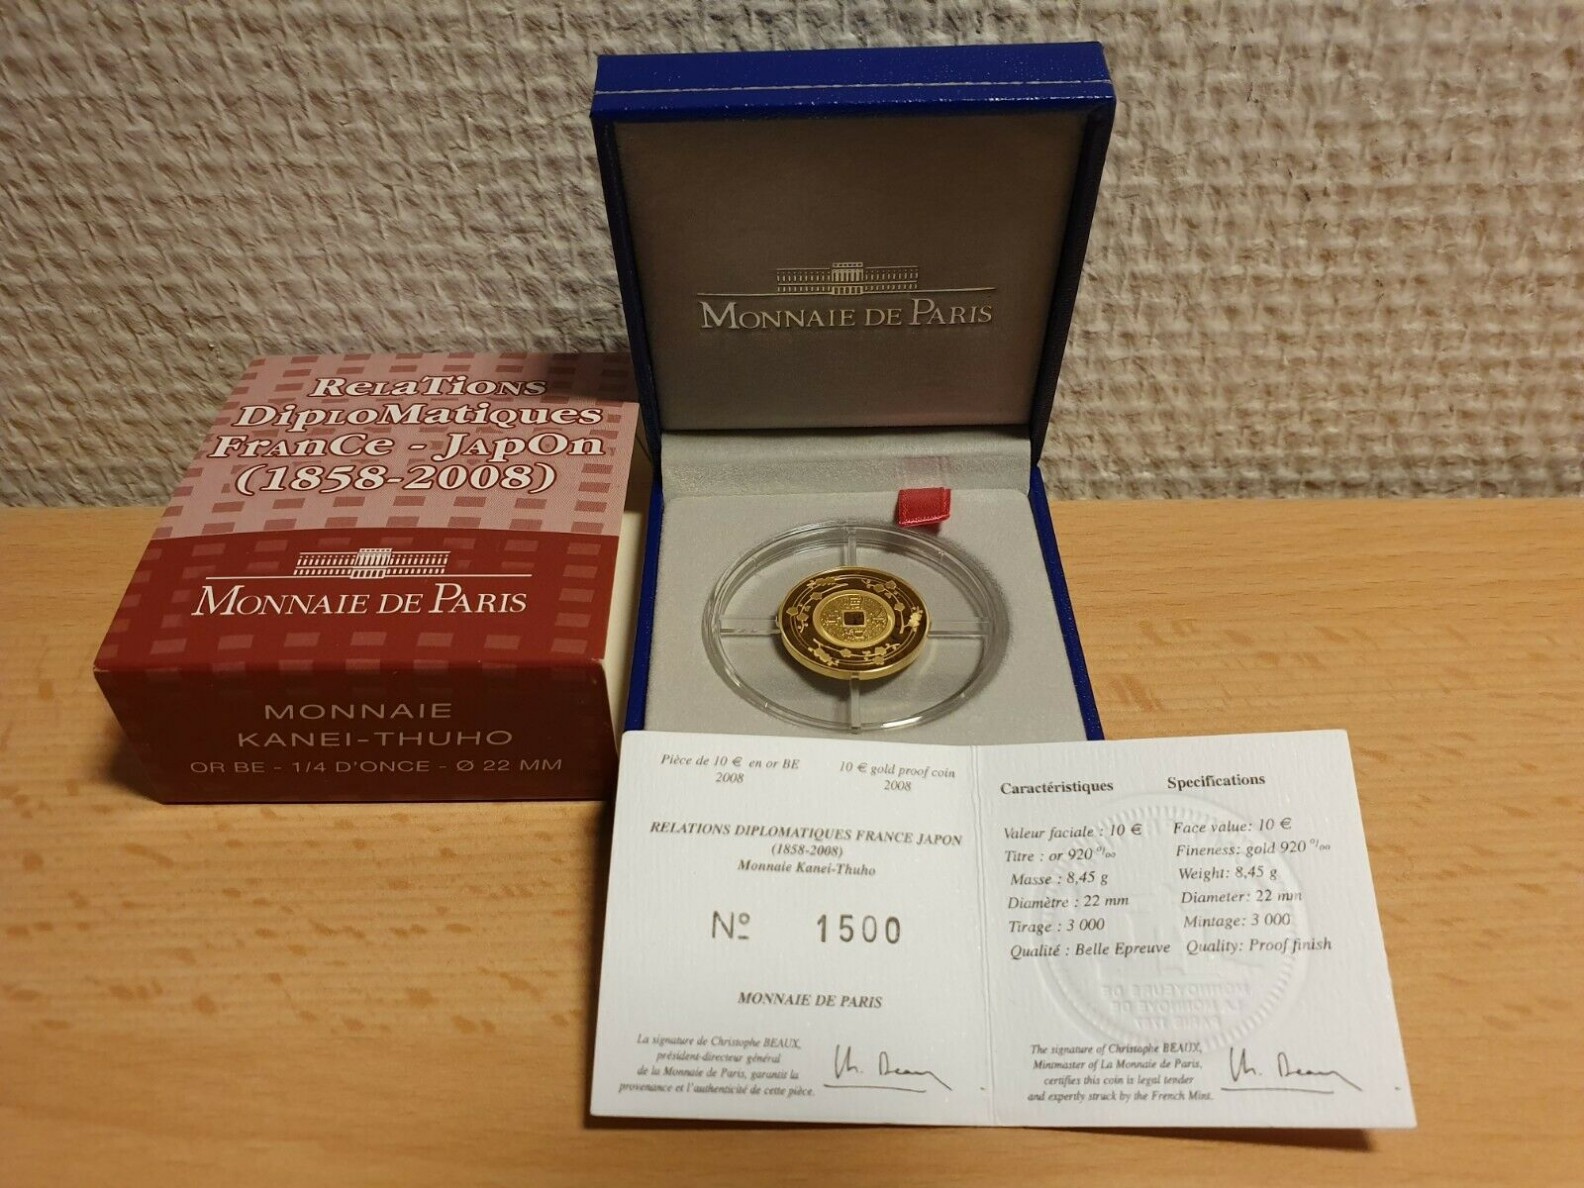 MONNAIE DE PARIS
RelaTions
DiploMatiques
FranCe - JapOn
(1858-2008)
MONNAIE DE PARIS
MONNAIE
KANEI-THUHO
OR BE - 1/4 D'ONCE - Ø 22 MM
Pièce de 10 € en or BE
2008
10 € gold proof coin
2008
RELATIONS DIPLOMATIQUES FRANCE JAPON
(1858-2008)
Monnaie Kanei-Thuho
Nº 1500
MONNAIE DE PARIS
La signature de Christophe BEAUX,
président-directeur général
de la Monnaie de Paris, garantit la
provenance et l'authenticité de cette pièce.
Ch. Beaux
Caractéristiques
Valeur faciale : 10 €
Titre : or 920 ‰
Masse : 8,45 g
Diamètre : 22 mm
Tirage : 3 000
Qualité : Belle Epreuve
Specifications
Face value: 10 €
Fineness: gold 920 ‰
Weight: 8,45 g
Diameter: 22 mm
Mintage: 3 000
Quality: Proof finish
The signature of Christophe BEAUX,
Mintmaster of La Monnaie de Paris,
certifies this coin is legal tender
and expertly struck by the French Mint.
Ch. Beaux